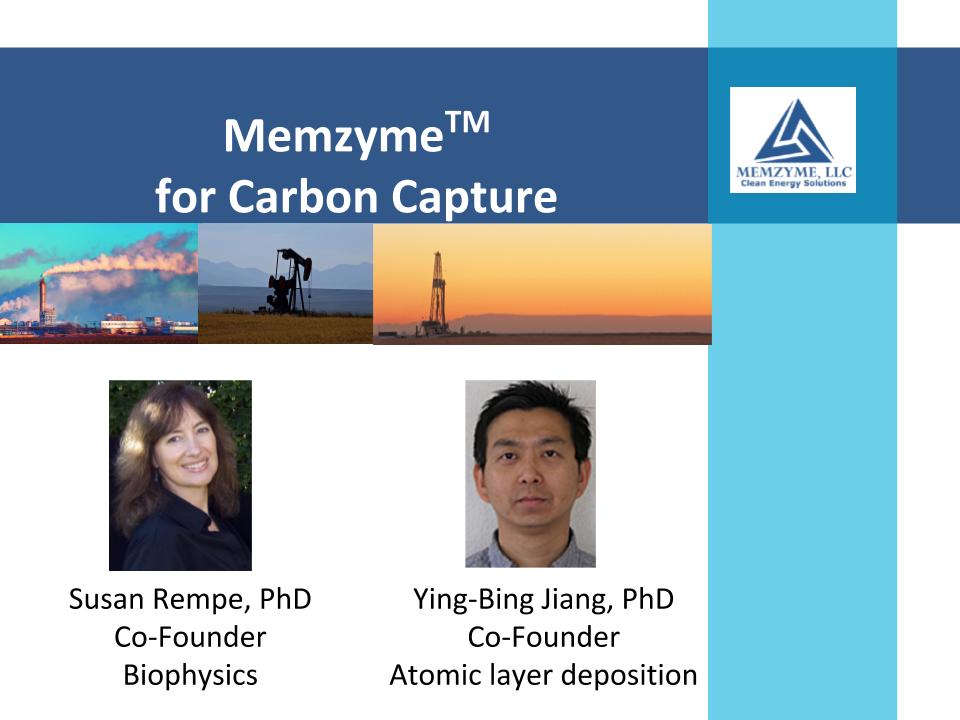 Memzyme™
for Carbon Capture
MEMZYME, LLC
Clean Energy Solutions
Susan Rempe, PhD
Co-Founder
Biophysics
Ying-Bing Jiang, PhD
Co-Founder
Atomic layer deposition